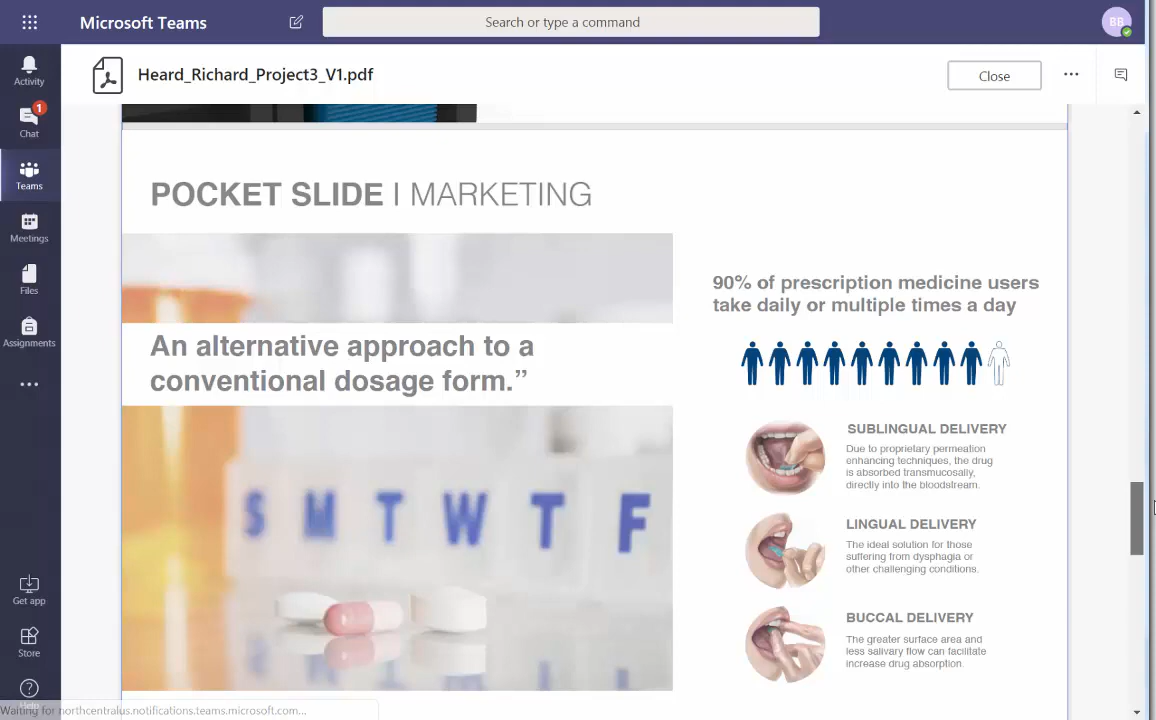 Microsoft Teams
Search or type a command
BB
Activity
1
Chat
Teams
Meetings
Files
Assignments
Get app
Store
Help
Heard_Richard_Project3_V1.pdf
Close
POCKET SLIDE | MARKETING
An alternative approach to a
conventional dosage form.”
S M T W T F
90% of prescription medicine users
take daily or multiple times a day
SUBLINGUAL DELIVERY
Due to proprietary permeation
enhancing techniques, the drug
is absorbed transmucosally,
directly into the bloodstream.
LINGUAL DELIVERY
The ideal solution for those
suffering from dysphagia or
other challenging conditions.
BUCCAL DELIVERY
The greater surface area and
less salivary flow can facilitate
increase drug absorption.
Waiting for northcentralus.notifications.teams.microsoft.com...